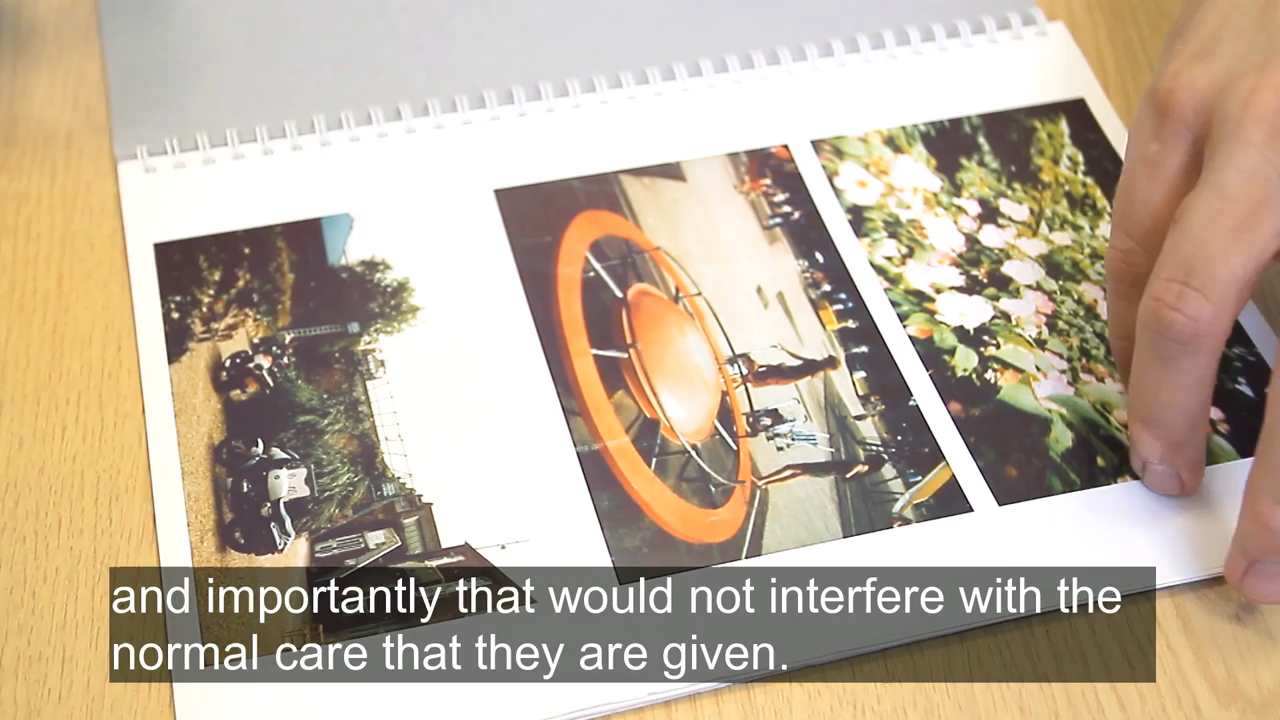 and importantly that would not interfere with the
normal care that they are given.